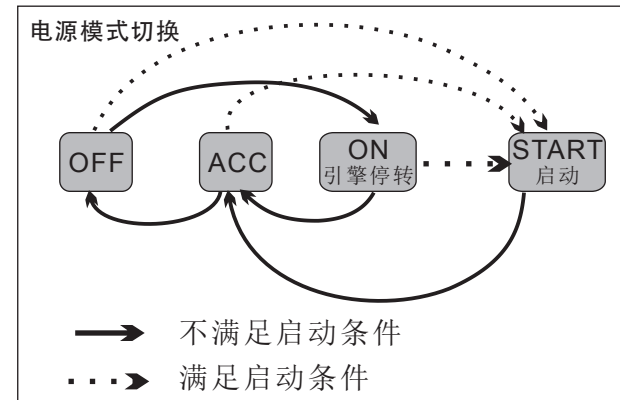 电源模式切换
OFF
ACC
ON
引擎停转
START
启动
不满足启动条件
满足启动条件